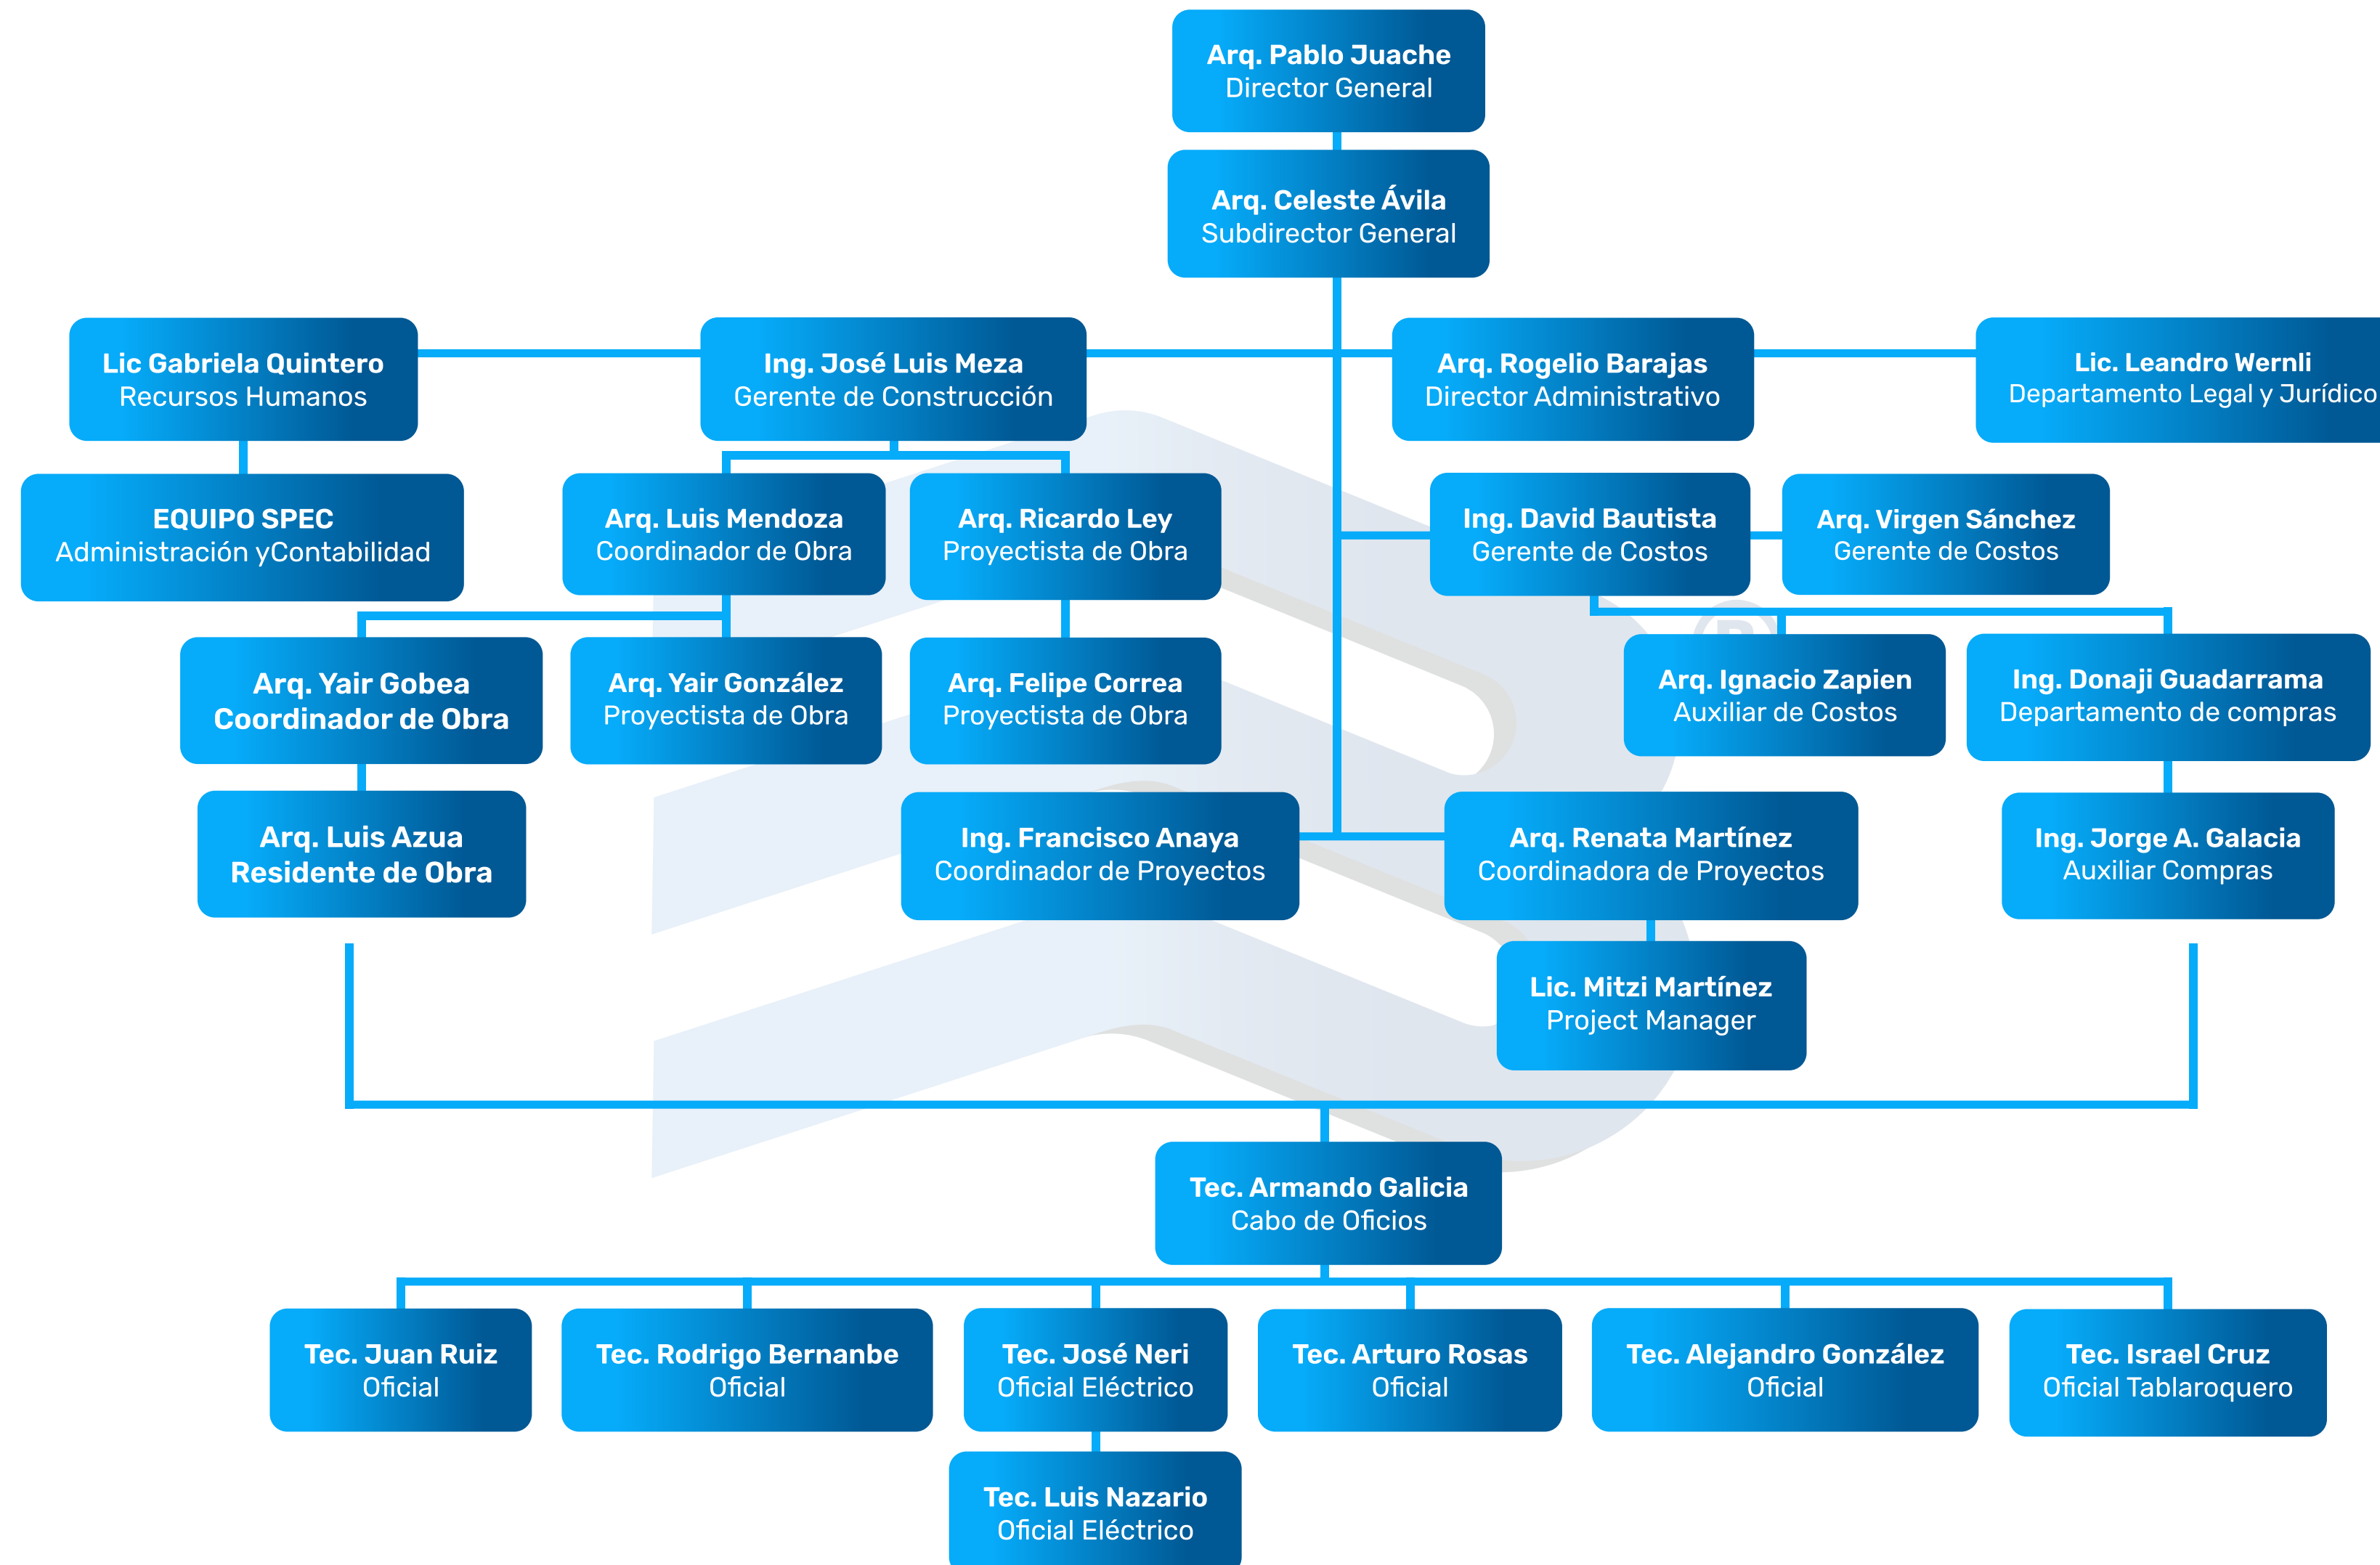 Arq. Pablo Juache
Director General
Arq. Celeste Ávila
Subdirector General
Lic Gabriela Quintero
Recursos Humanos
Ing. José Luis Meza
Gerente de Construcción
Arq. Rogelio Barajas
Director Administrativo
Lic. Leandro Wernli
Departamento Legal y Jurídico
EQUIPO SPEC
Administración yContabilidad
Arq. Luis Mendoza
Coordinador de Obra
Arq. Ricardo Ley
Proyectista de Obra
Ing. David Bautista
Gerente de Costos
Arq. Virgen Sánchez
Gerente de Costos
Arq. Yair Gobea
Coordinador de Obra
Arq. Yair González
Proyectista de Obra
Arq. Felipe Correa
Proyectista de Obra
Arq. Ignacio Zapien
Auxiliar de Costos
Ing. Donaji Guadarrama
Departamento de compras
Arq. Luis Azua
Residente de Obra
Ing. Francisco Anaya
Coordinador de Proyectos
Arq. Renata Martínez
Coordinadora de Proyectos
Ing. Jorge A. Galacia
Auxiliar Compras
Lic. Mitzi Martínez
Project Manager
Tec. Armando Galicia
Cabo de Oficios
Tec. Juan Ruiz
Oficial
Tec. Rodrigo Bernanbe
Oficial
Tec. José Neri
Oficial Eléctrico
Tec. Arturo Rosas
Oficial
Tec. Alejandro González
Oficial
Tec. Israel Cruz
Oficial Tablaroquero
Tec. Luis Nazario
Oficial Eléctrico